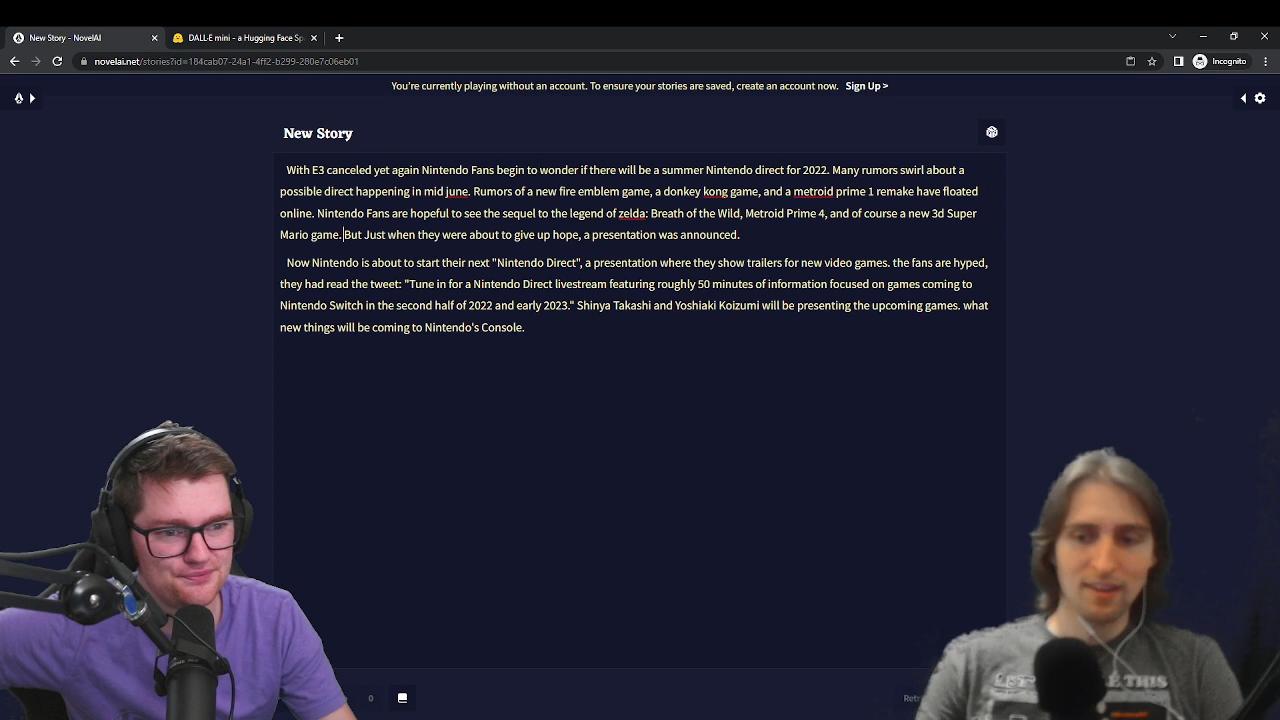 New Story - NovelAI
DALL·E mini - a Hugging Face Sp
novelai.net/stories?id=184cab07-24a1-4ff2-b299-280e7c06eb01
Incognito
You're currently playing without an account. To ensure your stories are saved, create an account now. Sign Up >
New Story
With E3 canceled yet again Nintendo Fans begin to wonder if there will be a summer Nintendo direct for 2022. Many rumors swirl about a
possible direct happening in mid june. Rumors of a new fire emblem game, a donkey kong game, and a metroid prime 1 remake have floated
online. Nintendo Fans are hopeful to see the sequel to the legend of zelda: Breath of the Wild, Metroid Prime 4, and of course a new 3d Super
Mario game. But Just when they were about to give up hope, a presentation was announced.
Now Nintendo is about to start their next "Nintendo Direct", a presentation where they show trailers for new video games. the fans are hyped,
they had read the tweet: "Tune in for a Nintendo Direct livestream featuring roughly 50 minutes of information focused on games coming to
Nintendo Switch in the second half of 2022 and early 2023." Shinya Takashi and Yoshiaki Koizumi will be presenting the upcoming games. what
new things will be coming to Nintendo's Console.
0
Retr
THIS